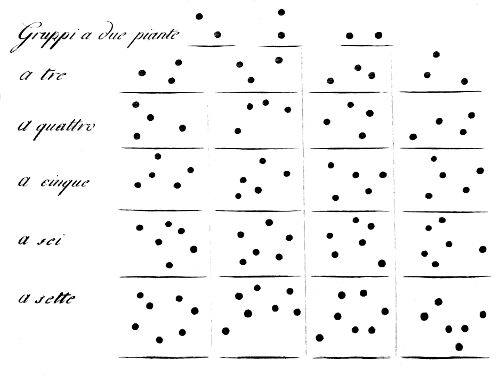 Gruppi a due piante
a tre
a quattro
a cinque
a sei
a sette